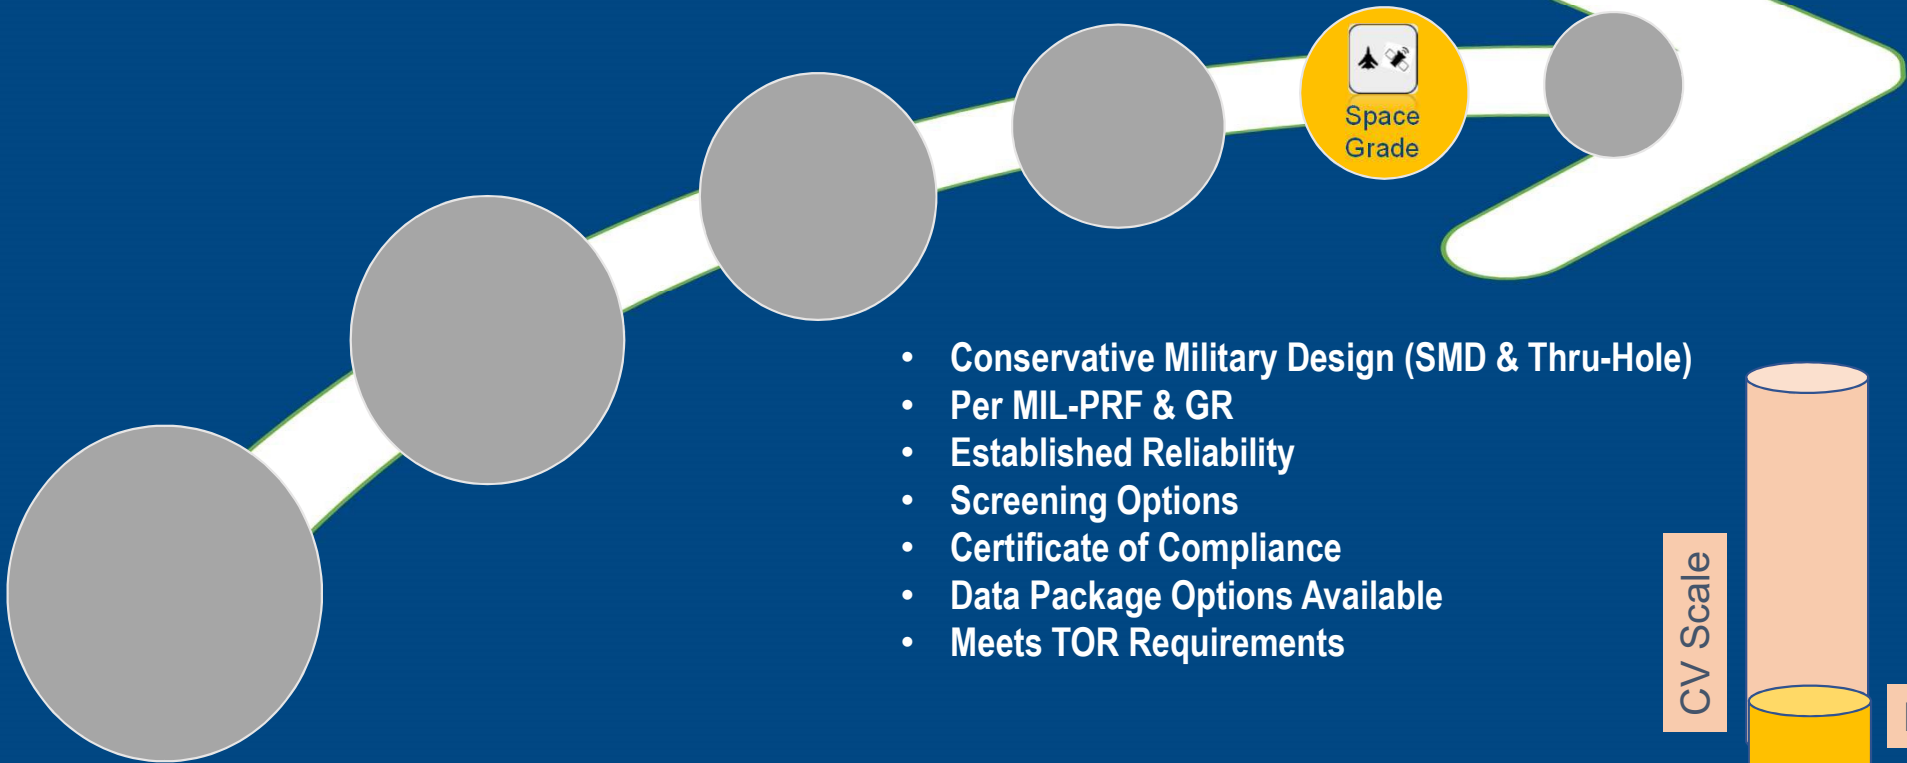 Space
Grade
• Conservative Military Design (SMD & Thru-Hole)
• Per MIL-PRF & GR
• Established Reliability
• Screening Options
• Certificate of Compliance
• Data Package Options Available
• Meets TOR Requirements
CV Scale